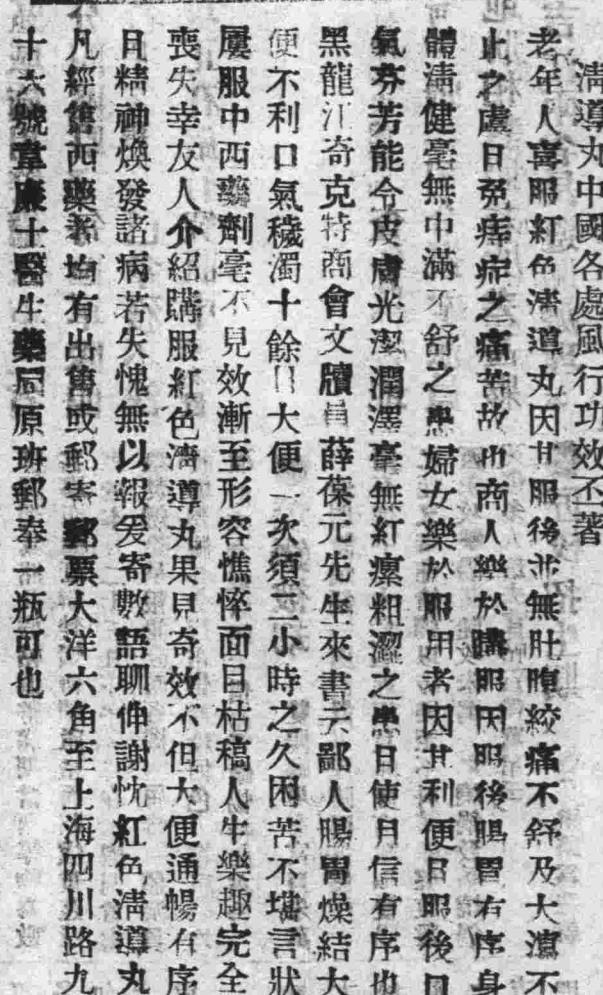 清導丸中國各處風行功效丕著
老年人喜服紅色清導丸因其服後並無肚腹絞痛不舒及大瀉不
止之虞日免痔症之痛苦故也商人樂於購服因服後腸胃有序身
體清健毫無中滿不舒之患婦女樂於服用者因其利便日服後口
氣芬芳能令皮膚光潔潤澤毫無紅瘰粗澀之患日使月信有序也
黑龍江奇克特商會文牘員薛葆元先生來書云鄙人腸胃燥結大
便不利口氣穢濁十餘日大便一次須二小時之久困苦不堪言狀
屢服中西藥劑毫不見效漸至形容憔悴面目枯稿人生樂趣完全
喪失幸友人介紹購服紅色清導丸果見奇效不但大便通暢有序
日精神煥發諸病若失愧無以報爰寄數語聊伸謝忱紅色清導丸
凡經售西藥者均有出售或郵寄郵票大洋六角至上海四川路九
十六號韋廉士醫生藥局原班郵奉一瓶可也